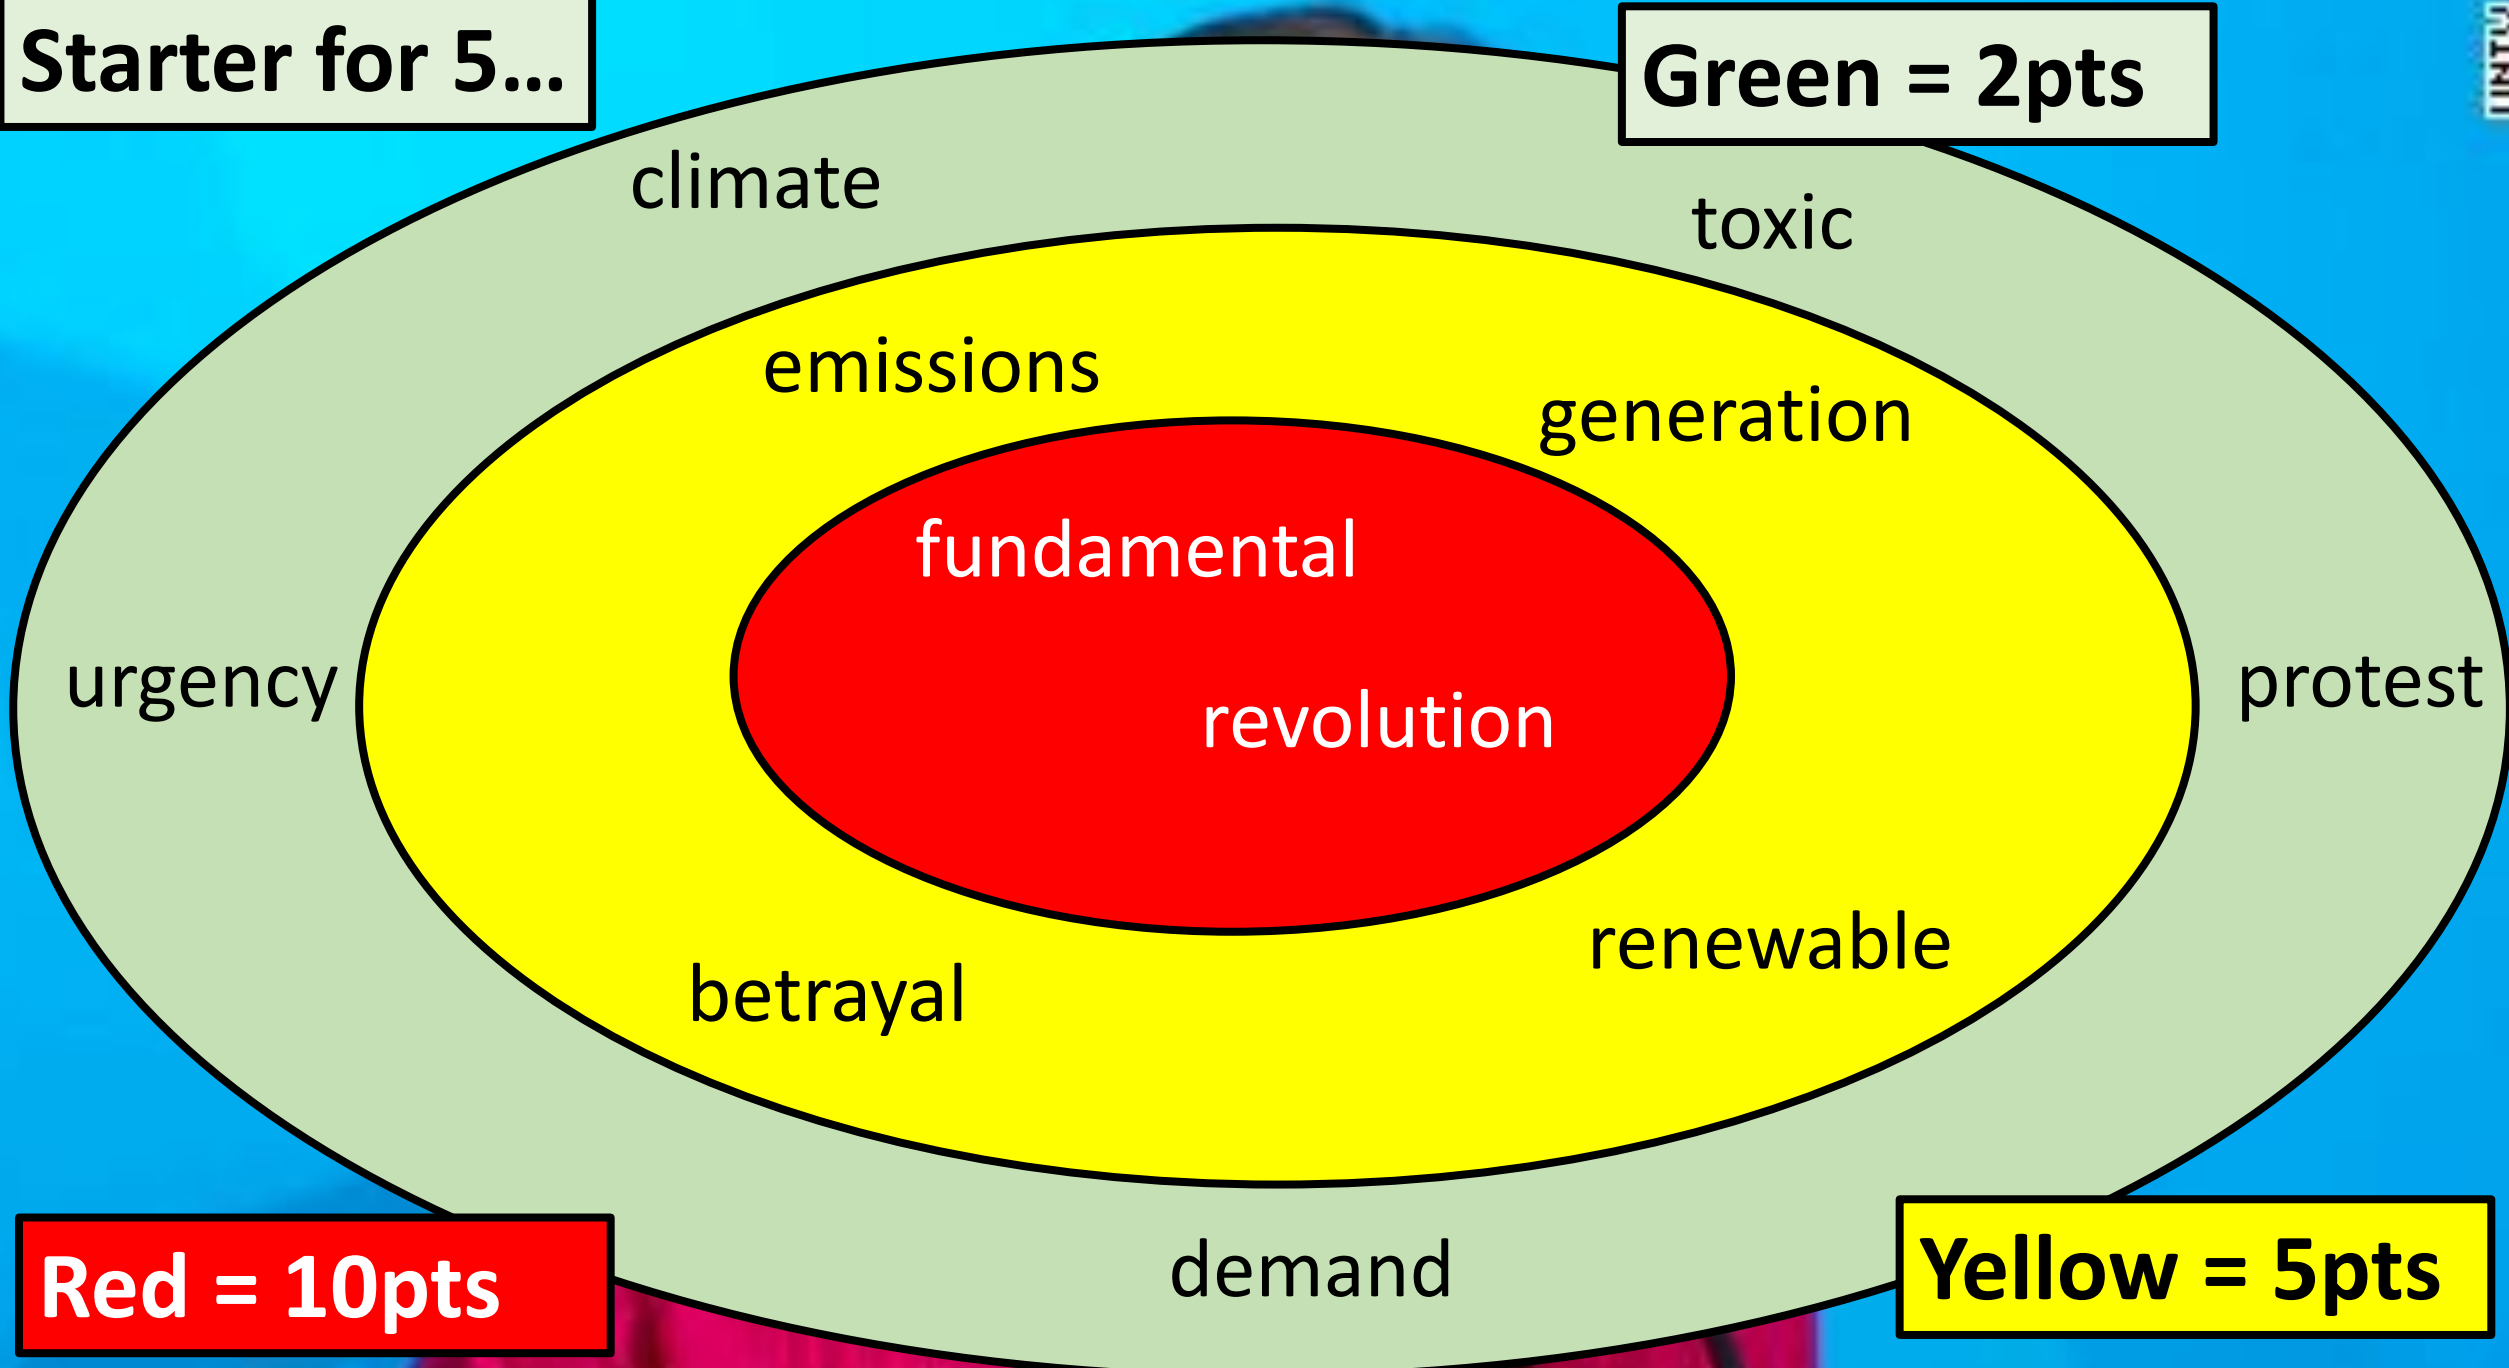 Starter for 5...
Green = 2pts
climate
toxic
emissions
generation
fundamental
urgency
protest
revolution
renewable
betrayal
demand
Red = 10pts
Yellow = 5pts